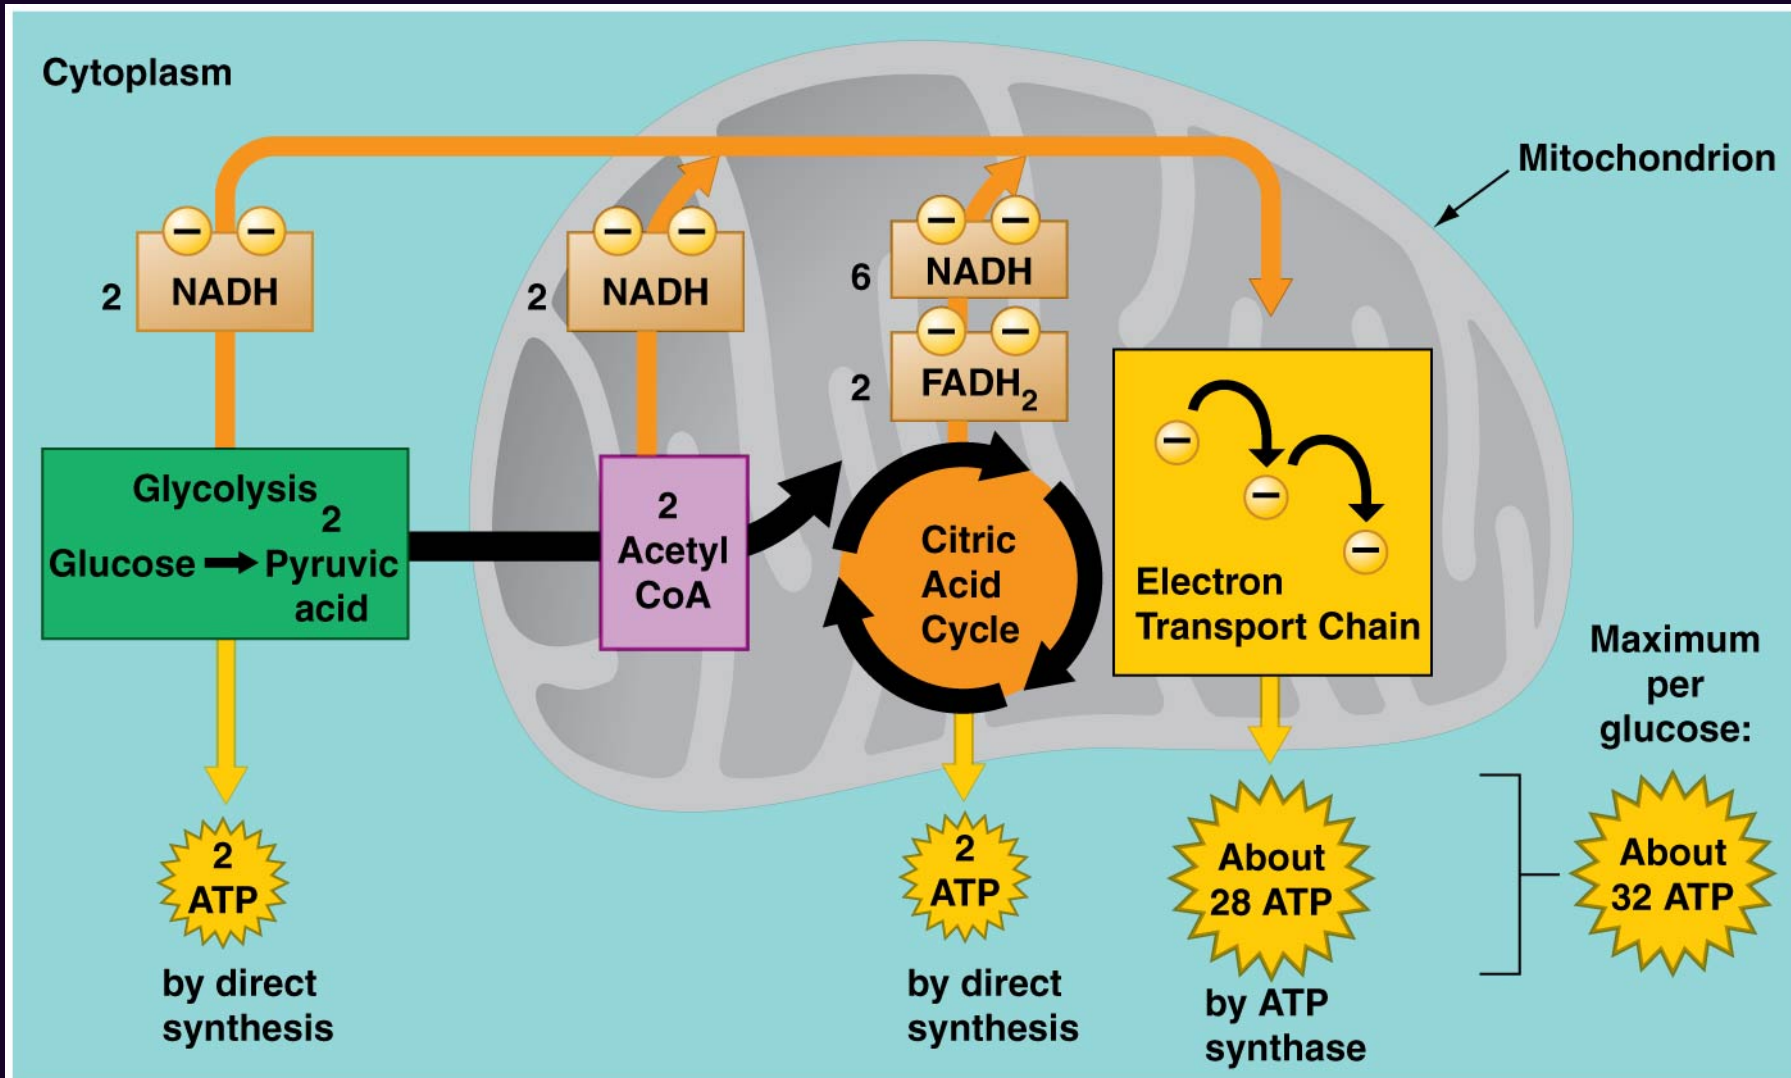 Cytoplasm
Mitochondrion
2
NADH
2
NADH
6
NADH
2
FADH2
Glycolysis
2
Glucose
Pyruvic
acid
2
Acetyl
CoA
Citric
Acid
Cycle
Electron
Transport Chain
Maximum
per
glucose:
2
ATP
by direct
synthesis
2
ATP
by direct
synthesis
About
28 ATP
by ATP
synthase
About
32 ATP